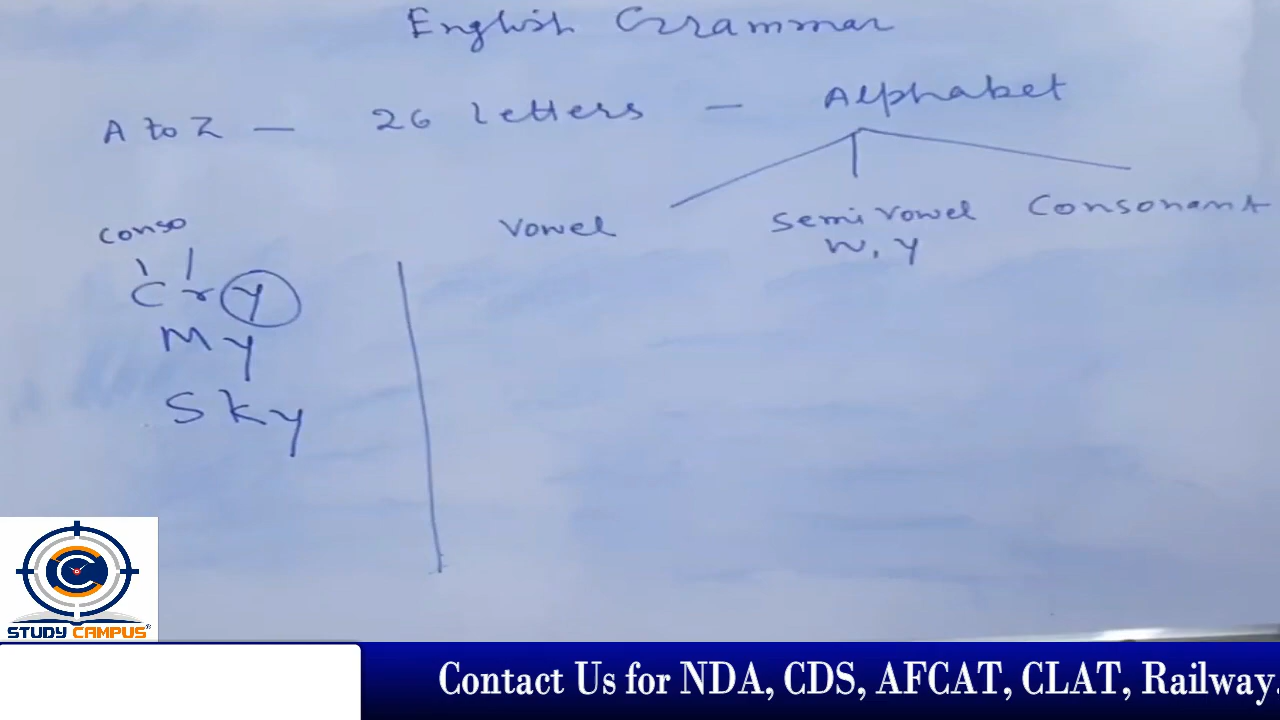 English Grammar
A to Z - 26 letters - Alphabet
Vowel Semi Vowel Consonant
W, Y
Conso
Cry
My
Sky
STUDY CAMPUS®
Contact Us for NDA, CDS, AFCAT, CLAT, Railway.